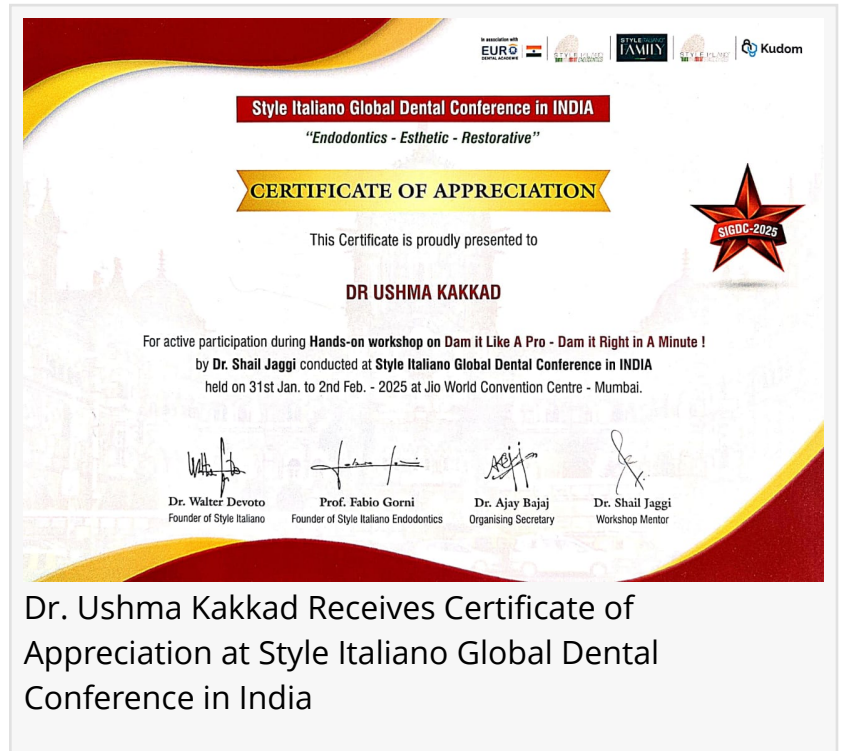 In association with
EURO
DENTAL ACADEMIE
STYLE ITALIANO
FAMILY
Kudom
Style Italiano Global Dental Conference in INDIA
“Endodontics - Esthetic - Restorative”
CERTIFICATE OF APPRECIATION
SIGDC-2025
This Certificate is proudly presented to
DR USHMA KAKKAD
For active participation during Hands-on workshop on Dam it Like A Pro - Dam it Right in A Minute !
by Dr. Shail Jaggi conducted at Style Italiano Global Dental Conference in INDIA
held on 31st Jan. to 2nd Feb. - 2025 at Jio World Convention Centre - Mumbai.
Dr. Walter Devoto
Founder of Style Italiano
Prof. Fabio Gorni
Founder of Style Italiano Endodontics
Dr. Ajay Bajaj
Organising Secretary
Dr. Shail Jaggi
Workshop Mentor
Dr. Ushma Kakkad Receives Certificate of
Appreciation at Style Italiano Global Dental
Conference in India